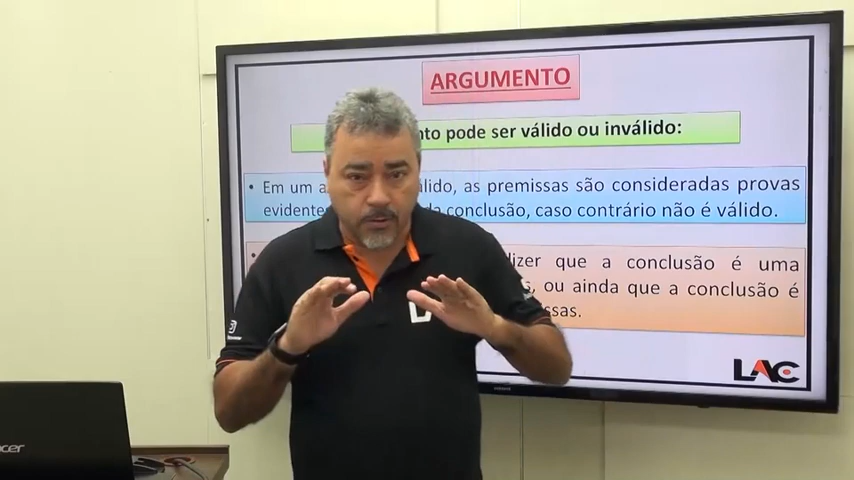 ARGUMENTO
nto pode ser válido ou inválido:
• Em um a álido, as premissas são consideradas provas
evidente da conclusão, caso contrário não é válido.
dizer que a conclusão é uma
s, ou ainda que a conclusão é
ssas.
LAC
acer